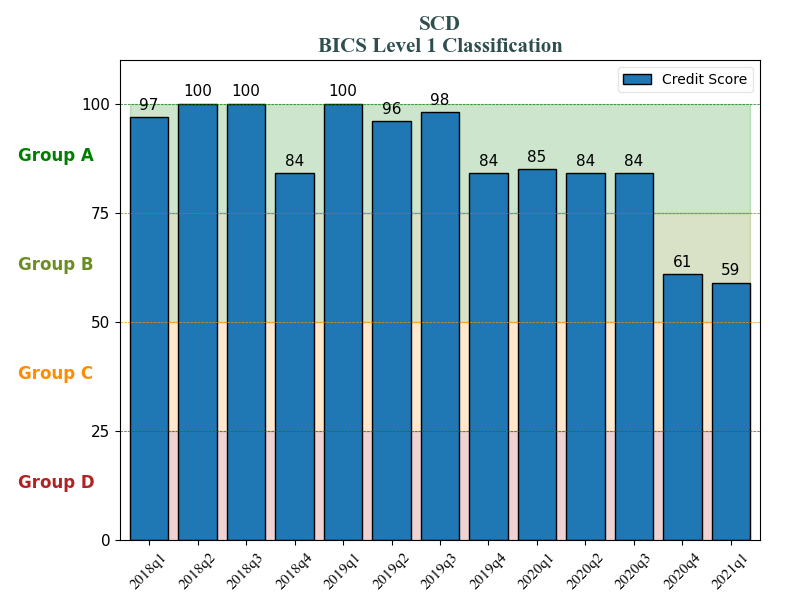 SCD
BICS Level 1 Classification
Credit Score
100
Group A
75
Group B
50
Group C
25
Group D
0
97
100
100
84
100
96
98
84
85
84
84
61
59
2018q1
2018q2
2018q3
2018q4
2019q1
2019q2
2019q3
2019q4
2020q1
2020q2
2020q3
2020q4
2021q1